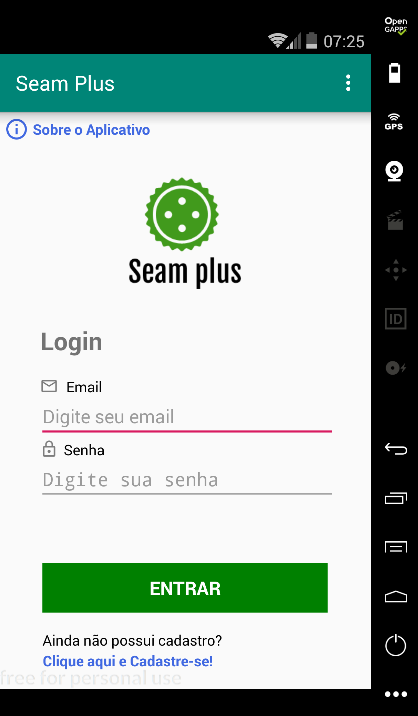 Open
GAPPS
07:25
Seam Plus
GPS
Sobre o Aplicativo
Seam plus
ID
Login
Email
Digite seu email
Senha
Digite sua senha
ENTRAR
Ainda não possui cadastro?
Clique aqui e Cadastre-se!
free for personal use